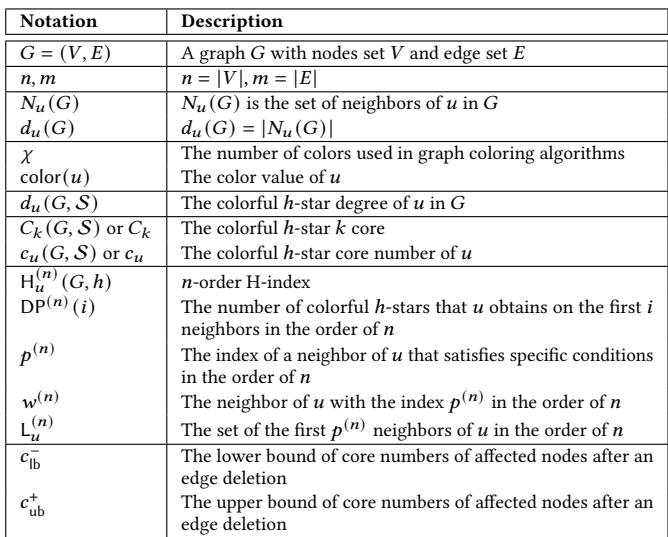 Notation Description
G = (V, E) A graph G with nodes set V and edge set E
n, m n = |V|, m = |E|
N_u(G) N_u(G) is the set of neighbors of u in G
d_u(G) d_u(G) = |N_u(G)|
χ The number of colors used in graph coloring algorithms
color(u) The color value of u
d_u(G, S) The colorful h-star degree of u in G
C_k(G, S) or C_k The colorful h-star k core
c_u(G, S) or c_u The colorful h-star core number of u
H_u^(n)(G, h) n-order H-index
DP^(n)(i) The number of colorful h-stars that u obtains on the first i
neighbors in the order of n
p^(n) The index of a neighbor of u that satisfies specific conditions
in the order of n
w^(n) The neighbor of u with the index p^(n) in the order of n
L_u^(n) The set of the first p^(n) neighbors of u in the order of n
c_lb^− The lower bound of core numbers of affected nodes after an
edge deletion
c_ub^+ The upper bound of core numbers of affected nodes after an
edge deletion